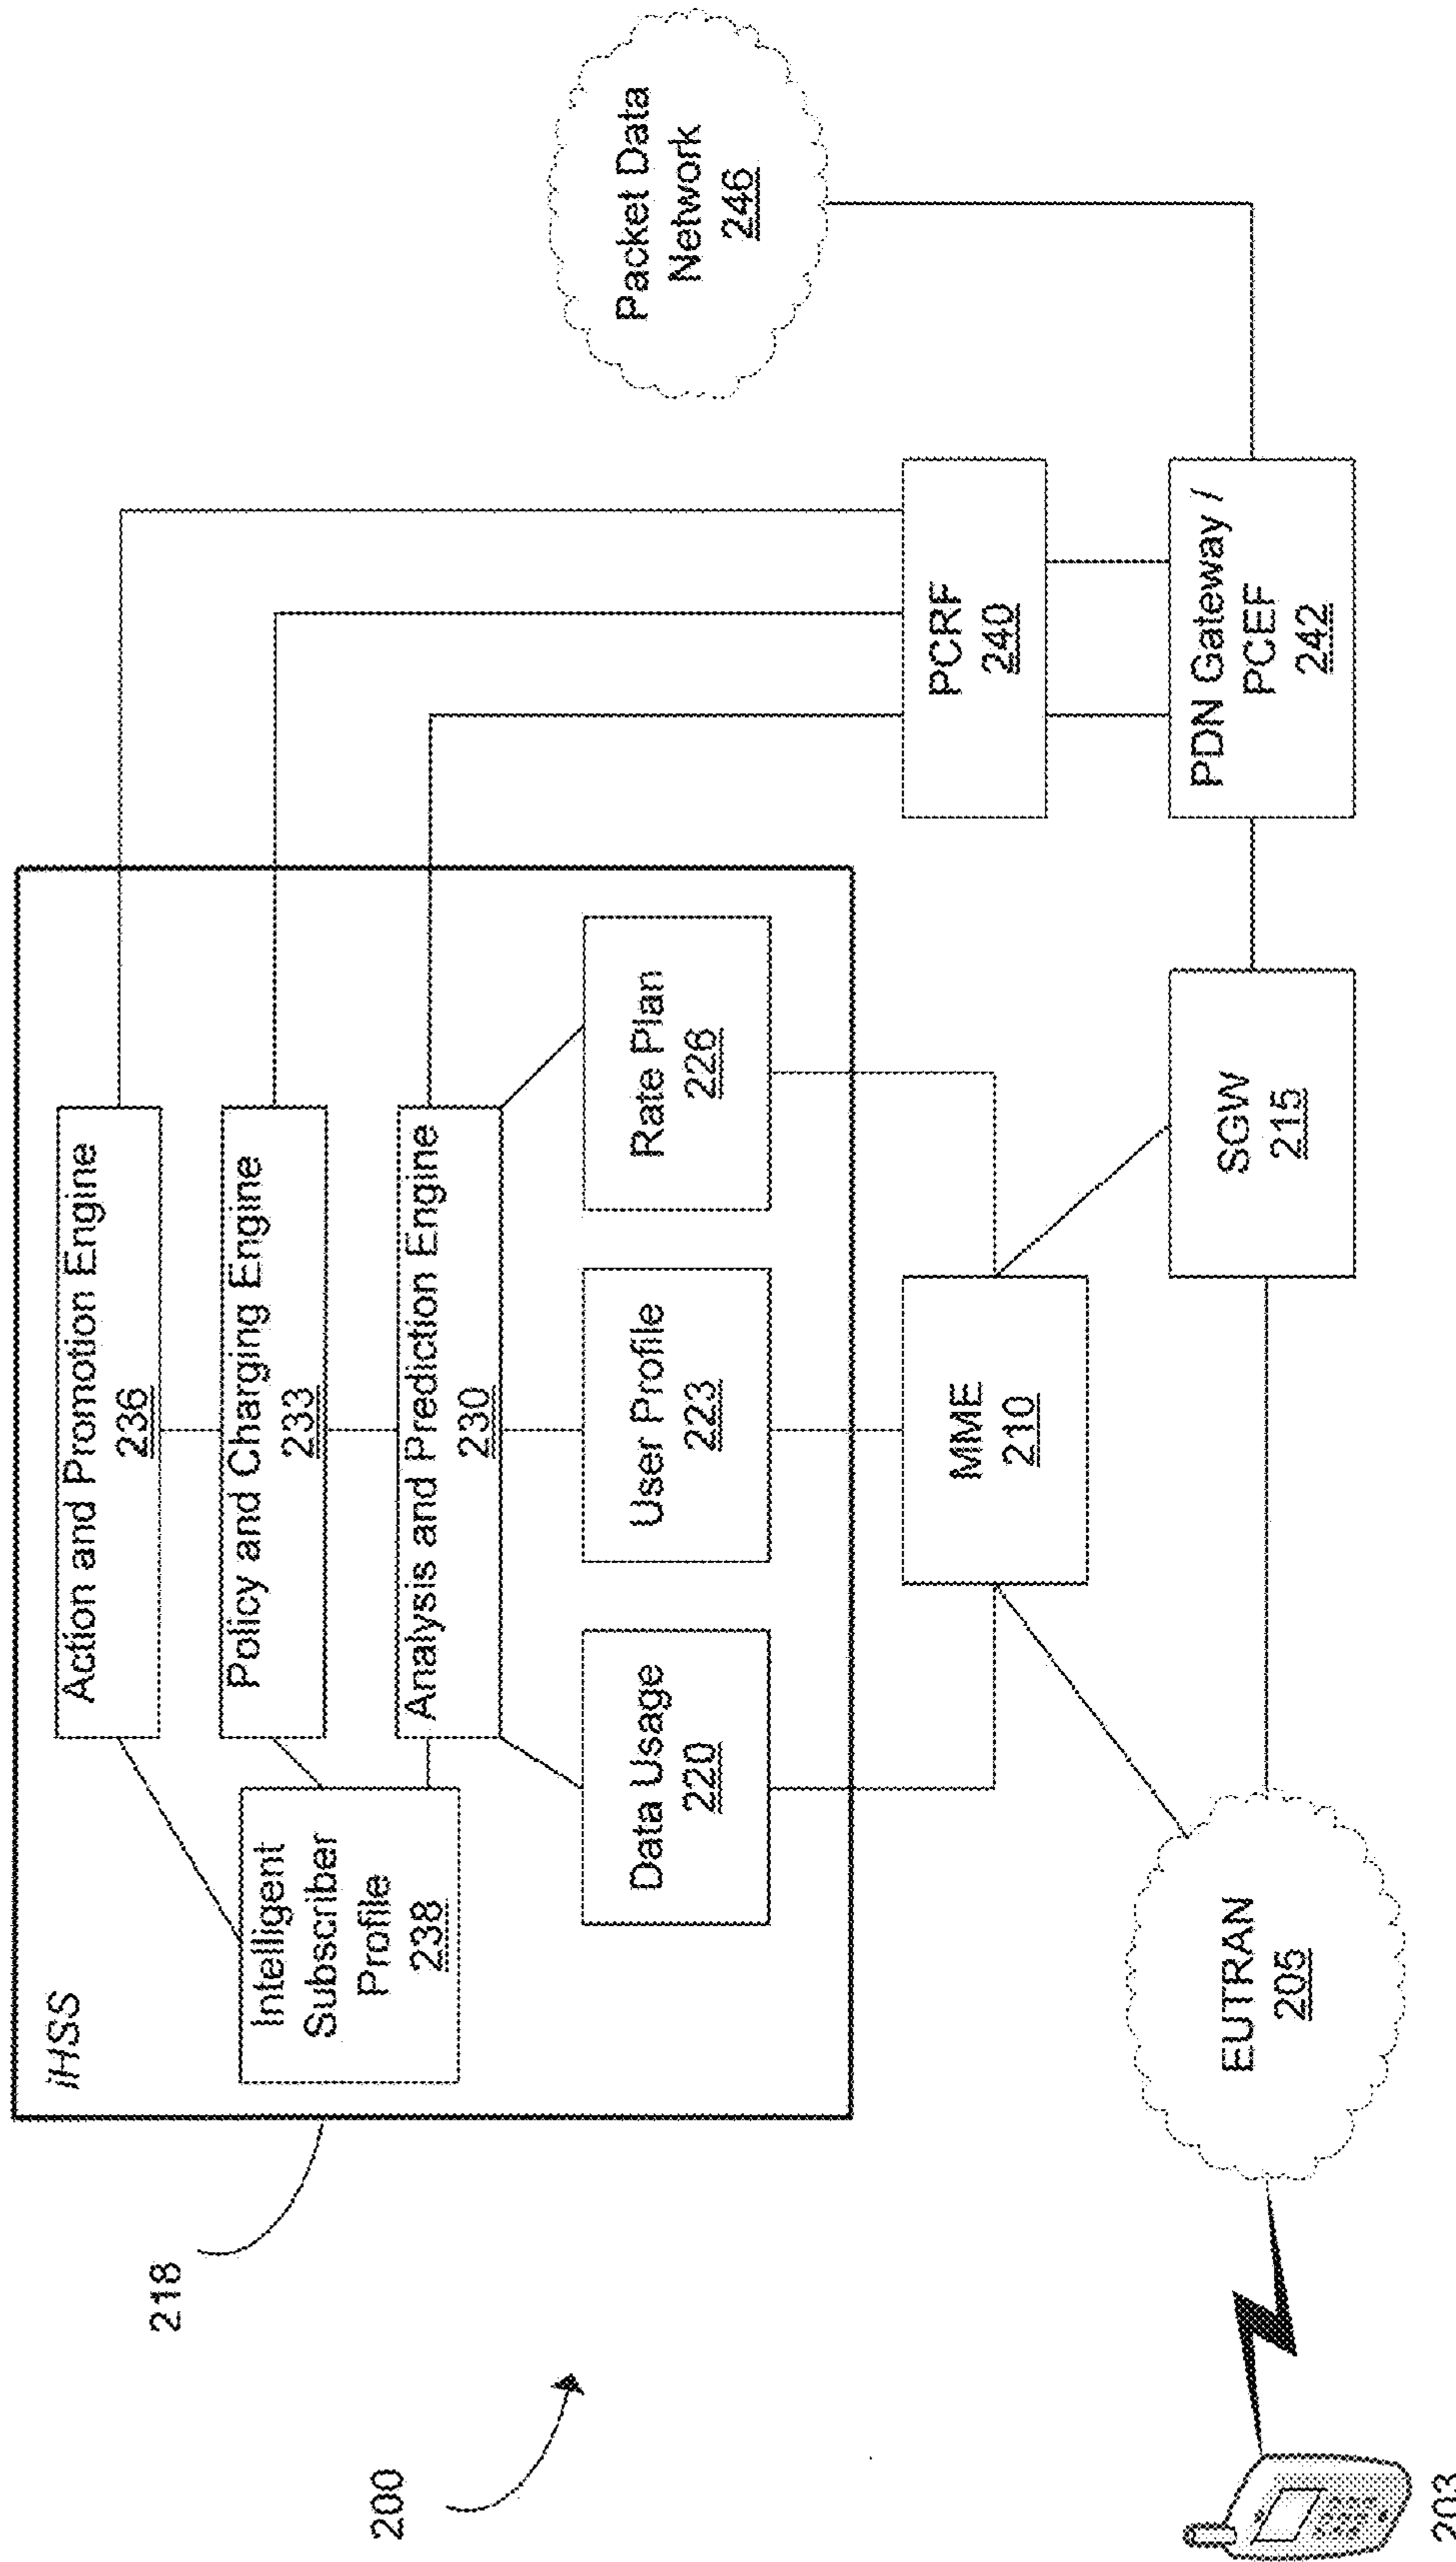 200
218
iHSS
Action and Promotion Engine
236
Policy and Charging Engine
233
Analysis and Prediction Engine
230
Intelligent
Subscriber
Profile
238
Data Usage
220
User Profile
223
Rate Plan
226
MME
210
PCRF
240
Packet Data
Network
246
203
EUTRAN
205
SGW
215
PDN Gateway /
PCEF
242